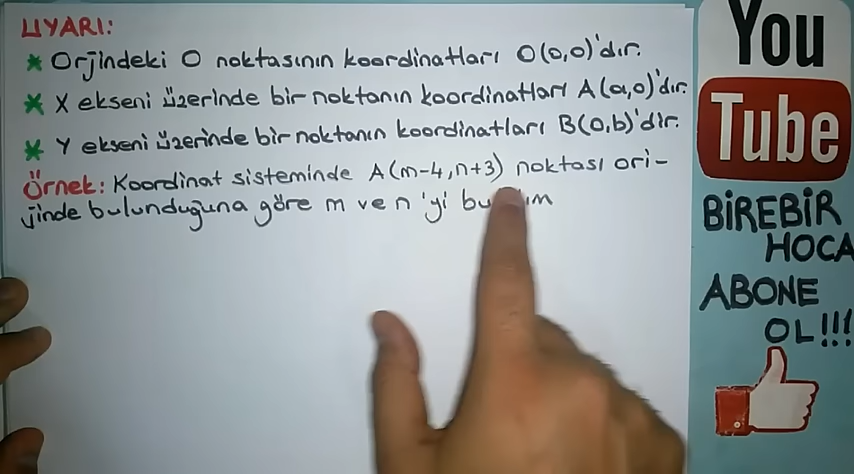 UYARI:
* Orjindeki O noktasının koordinatları O(0,0)'dır.
* X ekseni üzerinde bir noktanın koordinatları A(a,0)'dır.
* Y ekseni üzerinde bir noktanın koordinatları B(0,b)'dir.
Örnek: Koordinat sisteminde A(m-4,n+3) noktası ori-
jinde bulunduğuna göre m ve n 'yi
You
Tube
BİREBİR
HOCA
ABONE
OL!!!